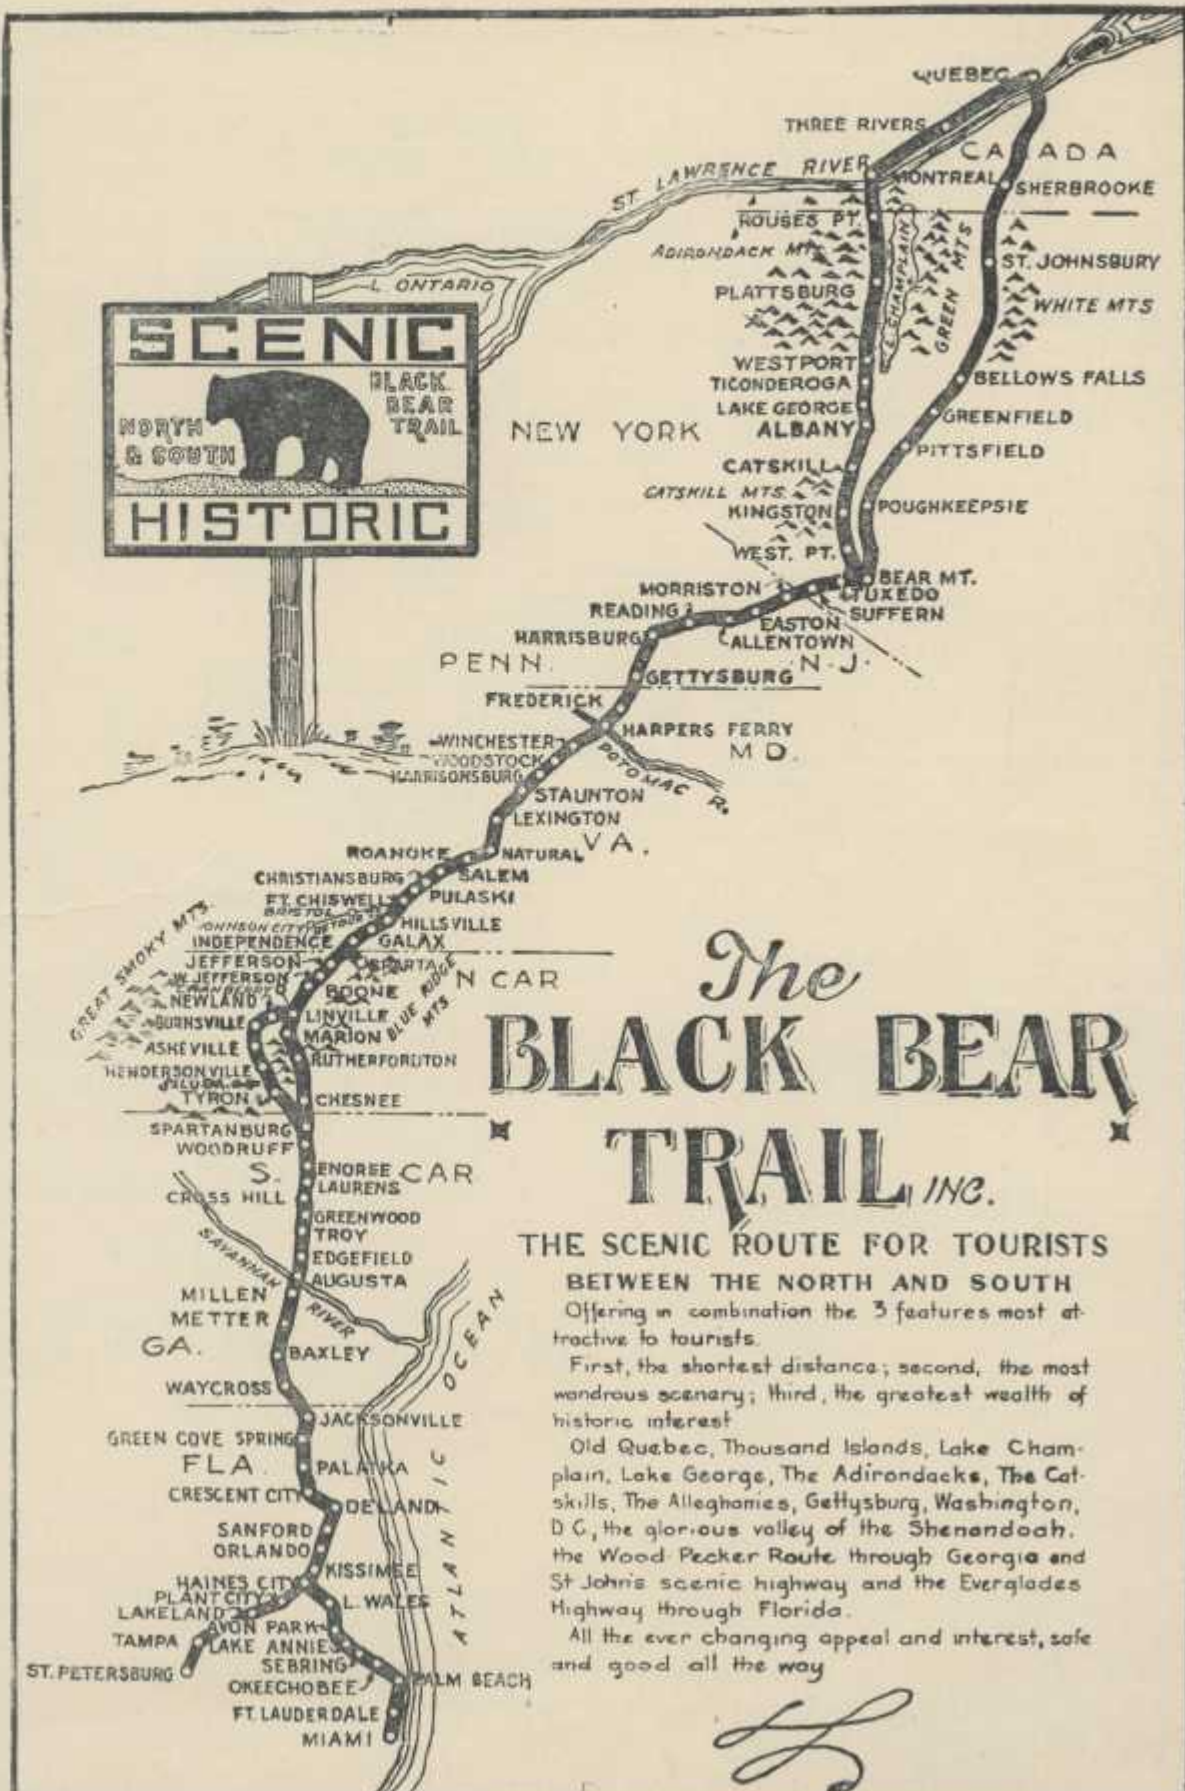 QUEBEC
THREE RIVERS
CANADA
ST. LAWRENCE RIVER
MONTREAL
SHERBROOKE
ROUSES PT.
ADIRONDACK MTS
L. CHAMPLAIN
GREEN MTS
ST. JOHNSBURY
WHITE MTS
PLATTSBURG
L ONTARIO
SCENIC
BLACK
BEAR
TRAIL
NORTH
& SOUTH
HISTORIC
WESTPORT
TICONDEROGA
BELLOWS FALLS
LAKE GEORGE
GREENFIELD
NEW YORK
ALBANY
PITTSFIELD
CATSKILL
CATSKILL MTS.
KINGSTON
POUGHKEEPSIE
WEST. PT.
BEAR MT.
MORRISTON
TUXEDO
READING
SUFFERN
EASTON
HARRISBURG
ALLENTOWN
PENN.
N.J.
GETTYSBURG
FREDERICK
HARPERS FERRY
WINCHESTER
MD.
WOODSTOCK
HARRISONSBURG
POTOMAC R.
STAUNTON
LEXINGTON
VA.
ROANOKE
NATURAL
CHRISTIANSBURG
SALEM
FT. CHISWELL
PULASKI
BRISTOL
JOHNSON CITY
DETOUR
HILLSVILLE
INDEPENDENCE
GALAX
GREAT SMOKY MTS.
JEFFERSON
SPARTA
N CAR
W. JEFFERSON
BOONE
BLUE RIDGE
MTS
NEWLAND
LINVILLE
BURNSVILLE
MARION
ASHEVILLE
RUTHERFORDTON
HENDERSONVILLE
SALUDA
TYRON
CHESNEE
SPARTANBURG
WOODRUFF
S. CAR
ENOREE
LAURENS
CROSS HILL
GREENWOOD
TROY
SAVANNAH RIVER
EDGEFIELD
AUGUSTA
MILLEN
METTER
GA.
BAXLEY
WAYCROSS
JACKSONVILLE
GREEN COVE SPRING
FLA.
PALATKA
CRESCENT CITY
DELAND
SANFORD
ORLANDO
KISSIMEE
HAINES CITY
PLANT CITY
LAKELAND
L. WALES
AVON PARK
TAMPA
LAKE ANNIE
SEBRING
ST. PETERSBURG
OKEECHOBEE
PALM BEACH
FT. LAUDERDALE
MIAMI
ATLANTIC OCEAN
The
BLACK BEAR
TRAIL INC.
THE SCENIC ROUTE FOR TOURISTS
BETWEEN THE NORTH AND SOUTH
Offering in combination the 3 features most at-
tractive to tourists.
First, the shortest distance; second, the most
wondrous scenery; third, the greatest wealth of
historic interest
Old Quebec, Thousand Islands, Lake Cham-
plain, Lake George, The Adirondacks, The Cat-
skills, The Alleghanies, Gettysburg, Washington,
D C, the glorious valley of the Shenandoah.
the Wood Pecker Route through Georgia and
St John's scenic highway and the Everglades
Highway through Florida.
All the ever changing appeal and interest, safe
and good all the way